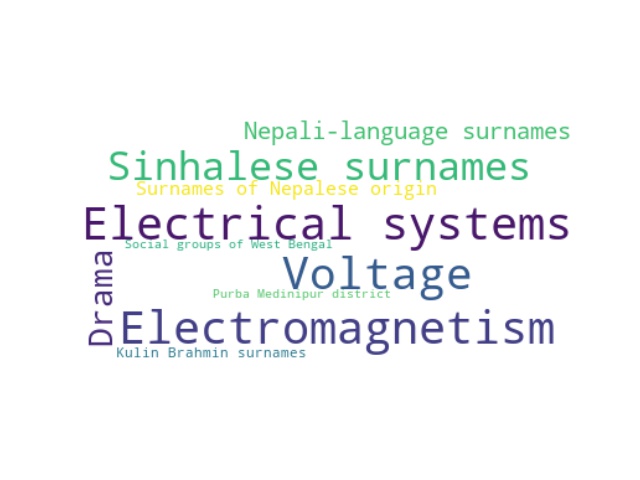 Nepali-language surnames
Sinhalese surnames
Surnames of Nepalese origin
Electrical systems
Social groups of West Bengal
Drama
Voltage
Purba Medinipur district
Electromagnetism
Kulin Brahmin surnames